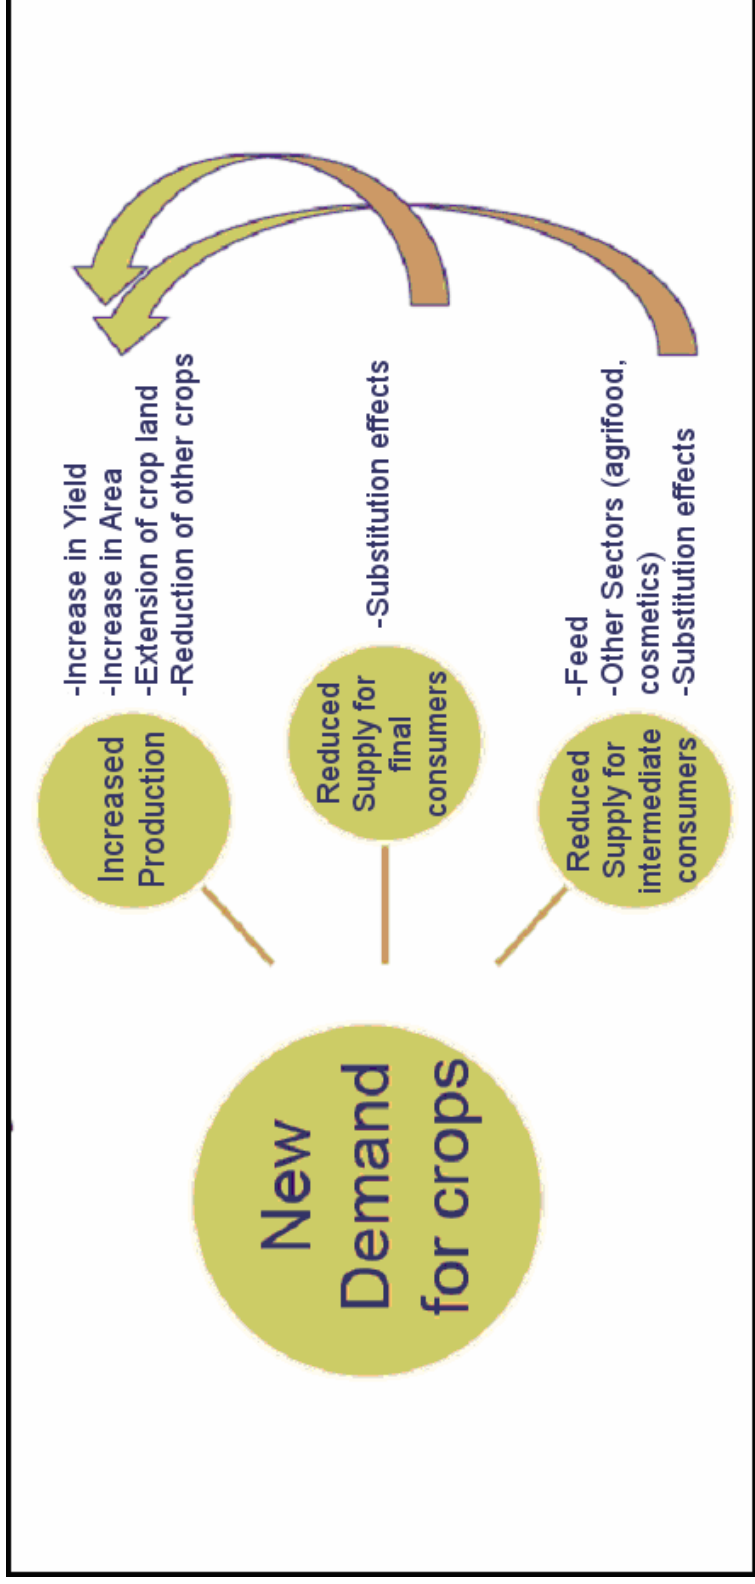 New
Demand
for crops
Increased
Production
-Increase in Yield
-Increase in Area
-Extension of crop land
-Reduction of other crops
Reduced
Supply for
final
consumers
-Substitution effects
Reduced
Supply for
intermediate
consumers
-Feed
-Other Sectors (agrifood,
cosmetics)
-Substitution effects